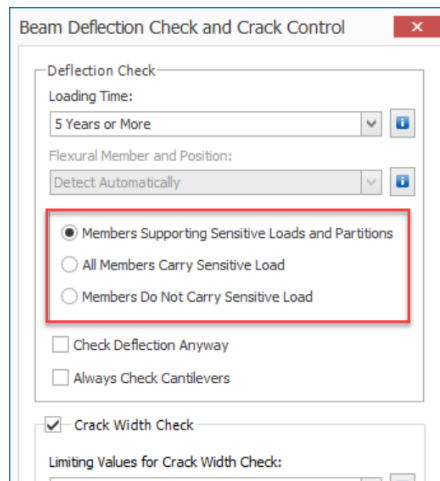 Beam Deflection Check and Crack Control
Deflection Check
Loading Time:
5 Years or More
Flexural Member and Position:
Detect Automatically
Members Supporting Sensitive Loads and Partitions
All Members Carry Sensitive Load
Members Do Not Carry Sensitive Load
Check Deflection Anyway
Always Check Cantilevers
Crack Width Check
Limiting Values for Crack Width Check: